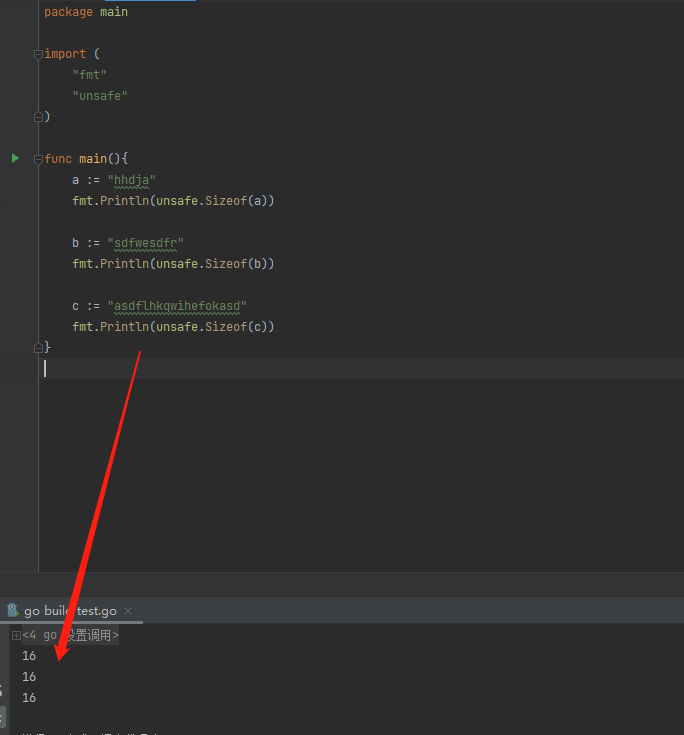 package main
import (
"fmt"
"unsafe"
)
func main(){
a := "hhdja"
fmt.Println(unsafe.Sizeof(a))
b := "sdfwesdfr"
fmt.Println(unsafe.Sizeof(b))
c := "asdflhkqwihefokasd"
fmt.Println(unsafe.Sizeof(c))
}
go build test.go
<4 go 设置调用>
16
16
16